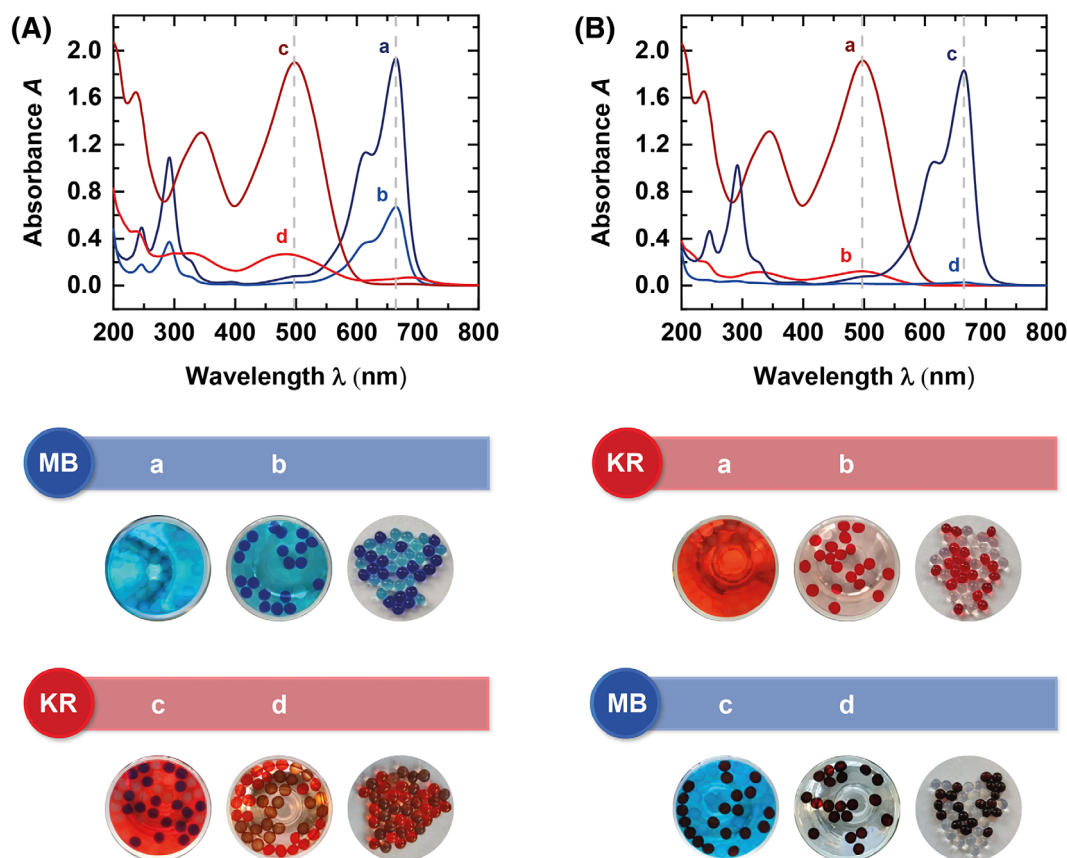 (A)
Absorbance A
2.0
1.6
1.2
0.8
0.4
0.0
c
a
b
d
200 300 400 500 600 700 800
Wavelength λ (nm)
(B)
Absorbance A
2.0
1.6
1.2
0.8
0.4
0.0
a
c
b
d
200 300 400 500 600 700 800
Wavelength λ (nm)
MB a b
KR a b
KR c d
MB c d